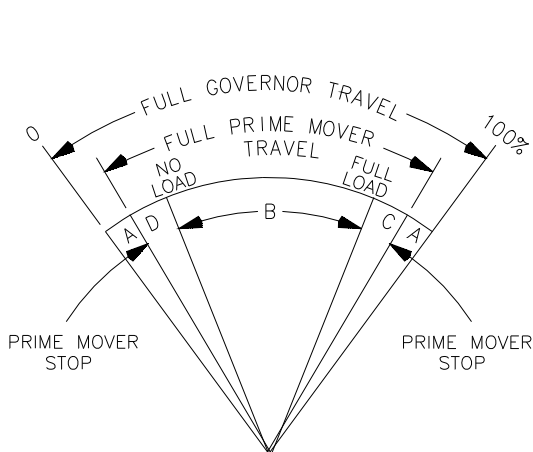 FULL GOVERNOR TRAVEL
0
100%
FULL PRIME MOVER
TRAVEL
NO
LOAD
FULL
LOAD
A
D
B
C
A
PRIME MOVER
STOP
PRIME MOVER
STOP